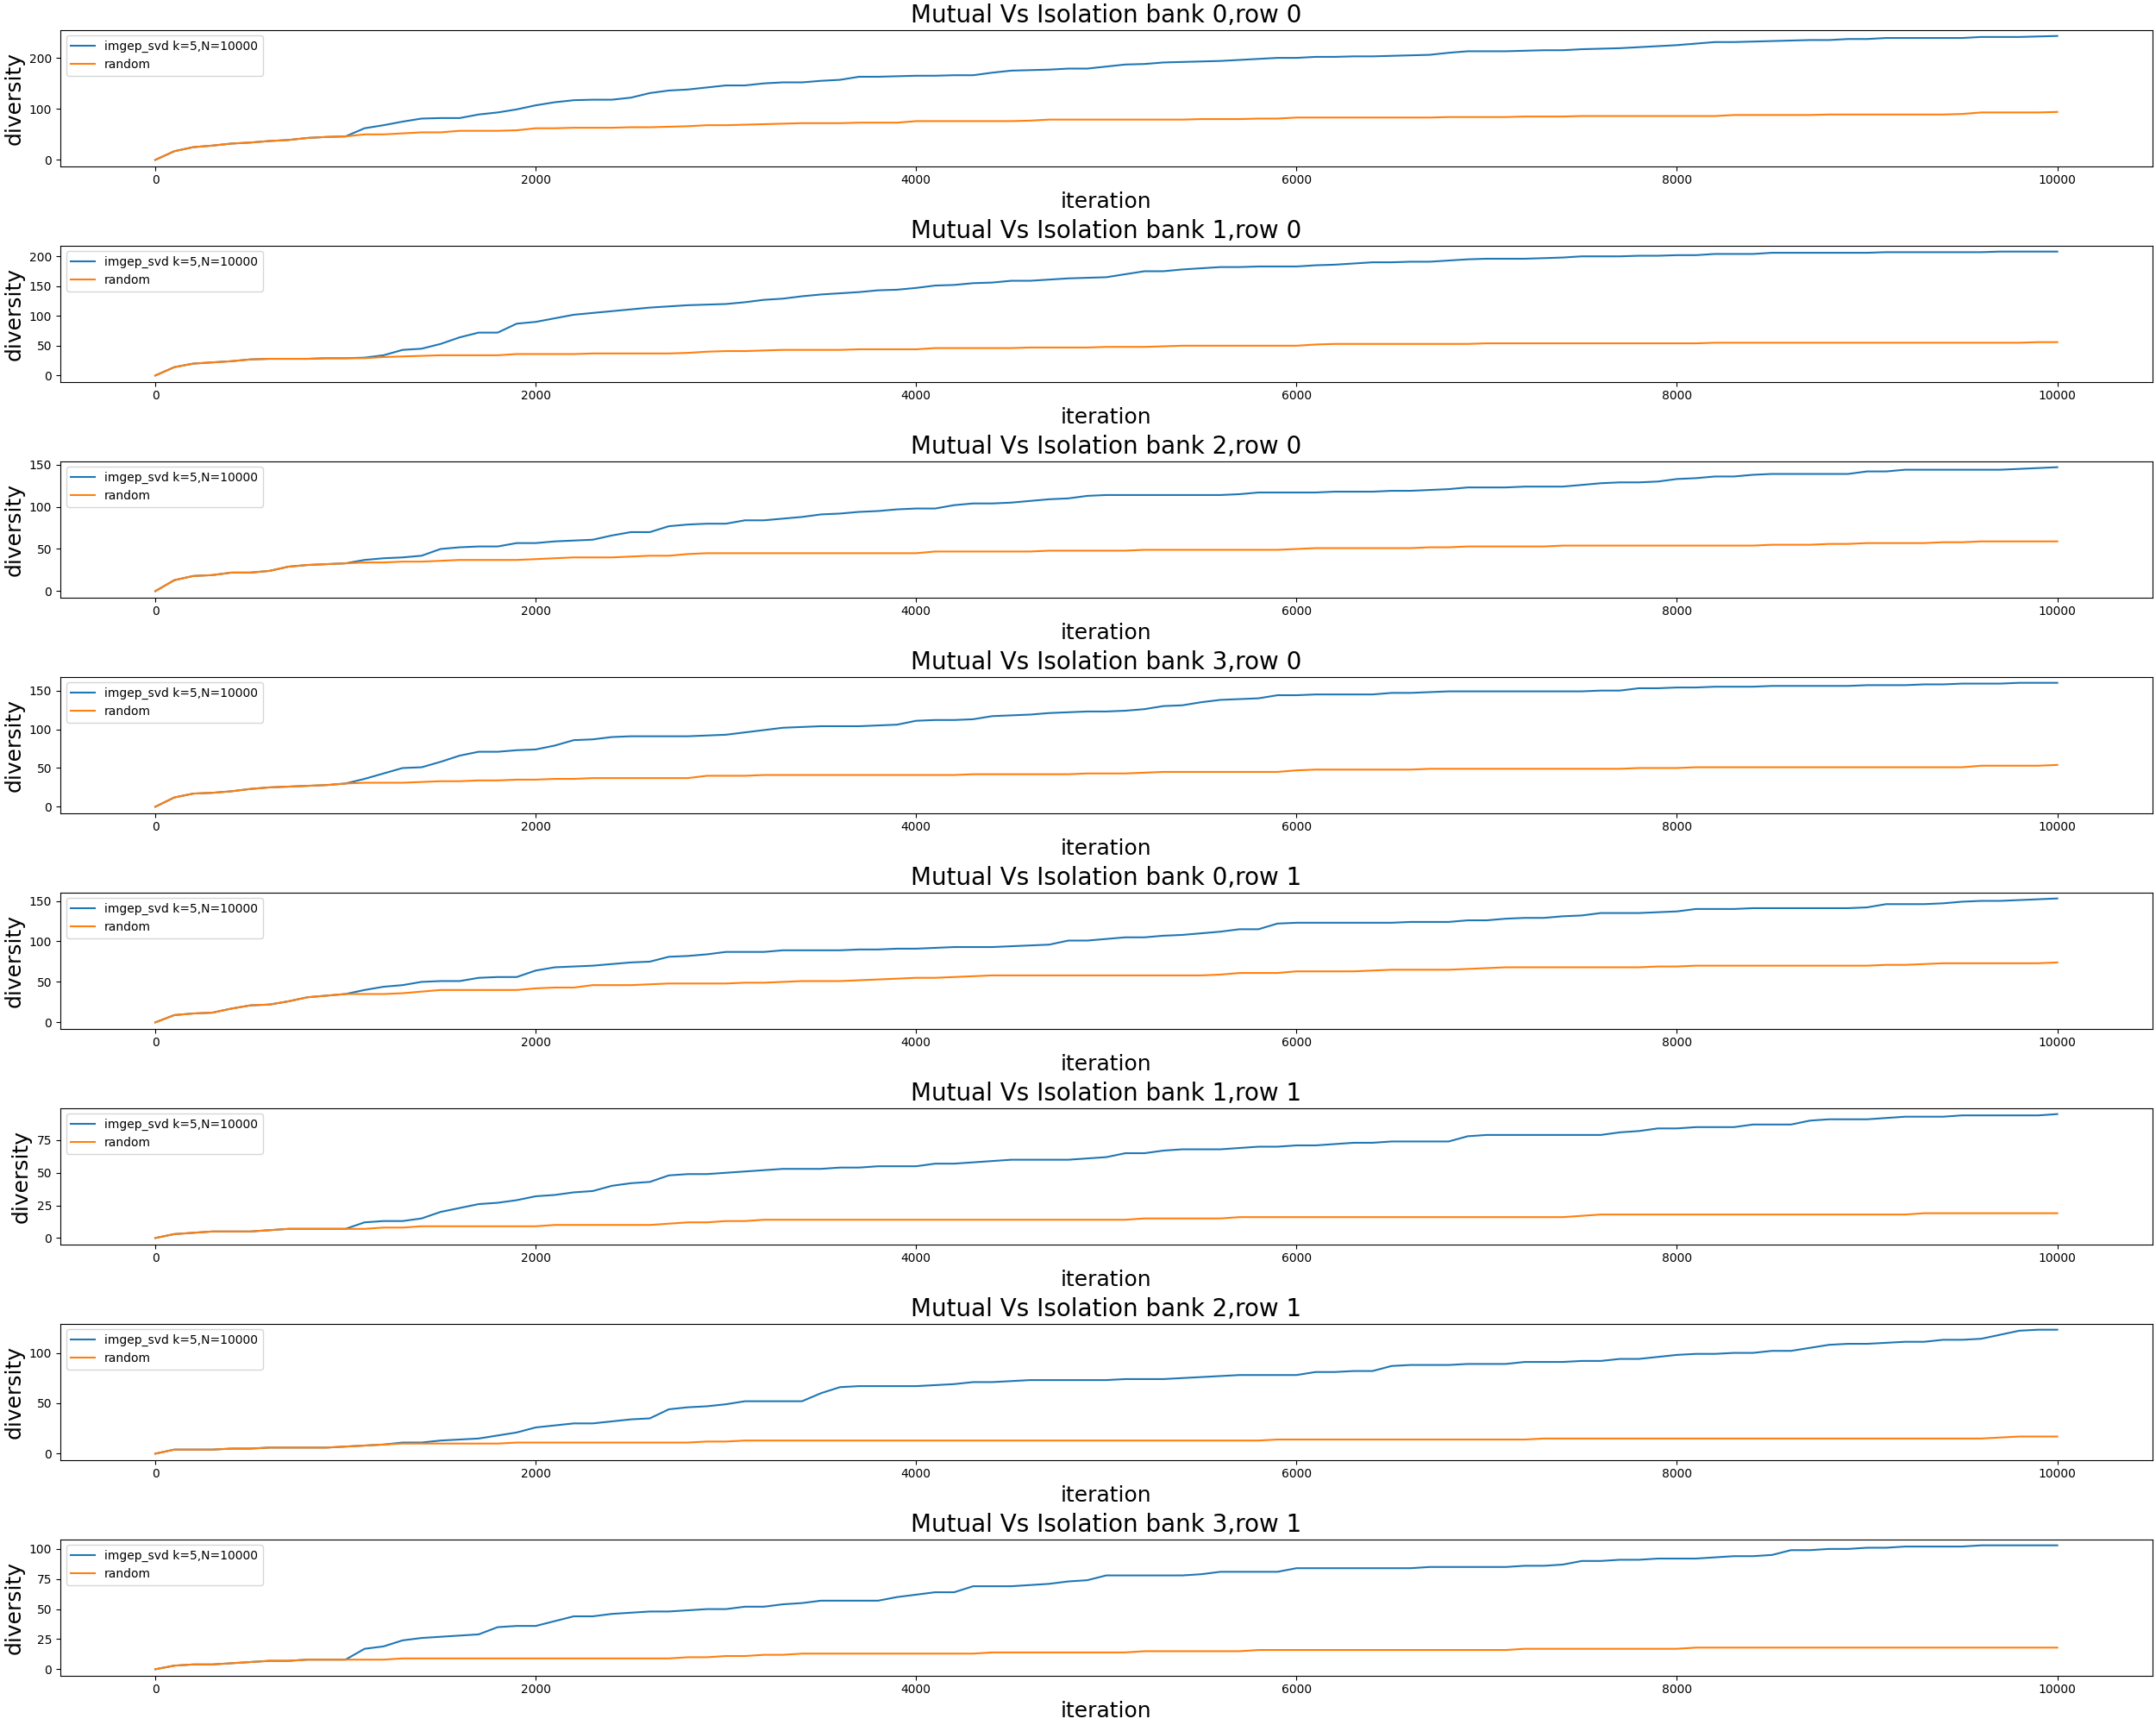 Mutual Vs Isolation bank 0,row 0
imgep_svd k=5,N=10000
random
diversity
200
100
0
0 2000 4000 6000 8000 10000
iteration
Mutual Vs Isolation bank 1,row 0
imgep_svd k=5,N=10000
random
diversity
200
150
100
50
0
0 2000 4000 6000 8000 10000
iteration
Mutual Vs Isolation bank 2,row 0
imgep_svd k=5,N=10000
random
diversity
150
100
50
0
0 2000 4000 6000 8000 10000
iteration
Mutual Vs Isolation bank 3,row 0
imgep_svd k=5,N=10000
random
diversity
150
100
50
0
0 2000 4000 6000 8000 10000
iteration
Mutual Vs Isolation bank 0,row 1
imgep_svd k=5,N=10000
random
diversity
150
100
50
0
0 2000 4000 6000 8000 10000
iteration
Mutual Vs Isolation bank 1,row 1
imgep_svd k=5,N=10000
random
diversity
75
50
25
0
0 2000 4000 6000 8000 10000
iteration
Mutual Vs Isolation bank 2,row 1
imgep_svd k=5,N=10000
random
diversity
100
50
0
0 2000 4000 6000 8000 10000
iteration
Mutual Vs Isolation bank 3,row 1
imgep_svd k=5,N=10000
random
diversity
100
75
50
25
0
0 2000 4000 6000 8000 10000
iteration